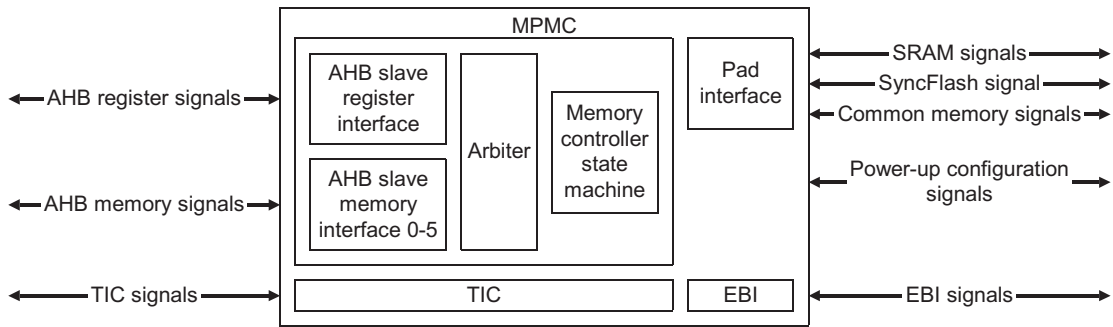 MPMC
AHB register signals
AHB memory signals
TIC signals
AHB slave
register
interface
AHB slave
memory
interface 0-5
Arbiter
Memory
controller
state
machine
Pad
interface
TIC
EBI
SRAM signals
SyncFlash signal
Common memory signals
Power-up configuration
signals
EBI signals